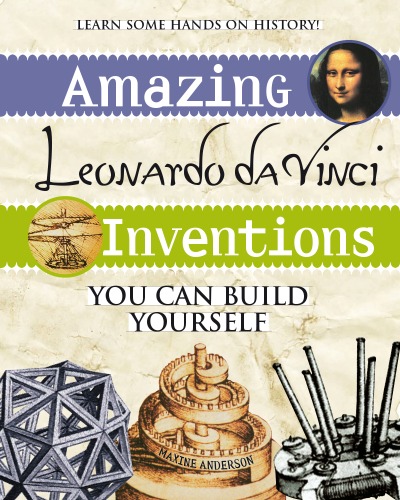 LEARN SOME HANDS ON HISTORY!
Amazing
Leonardo da Vinci
Inventions
YOU CAN BUILD
YOURSELF
MAXINE ANDERSON